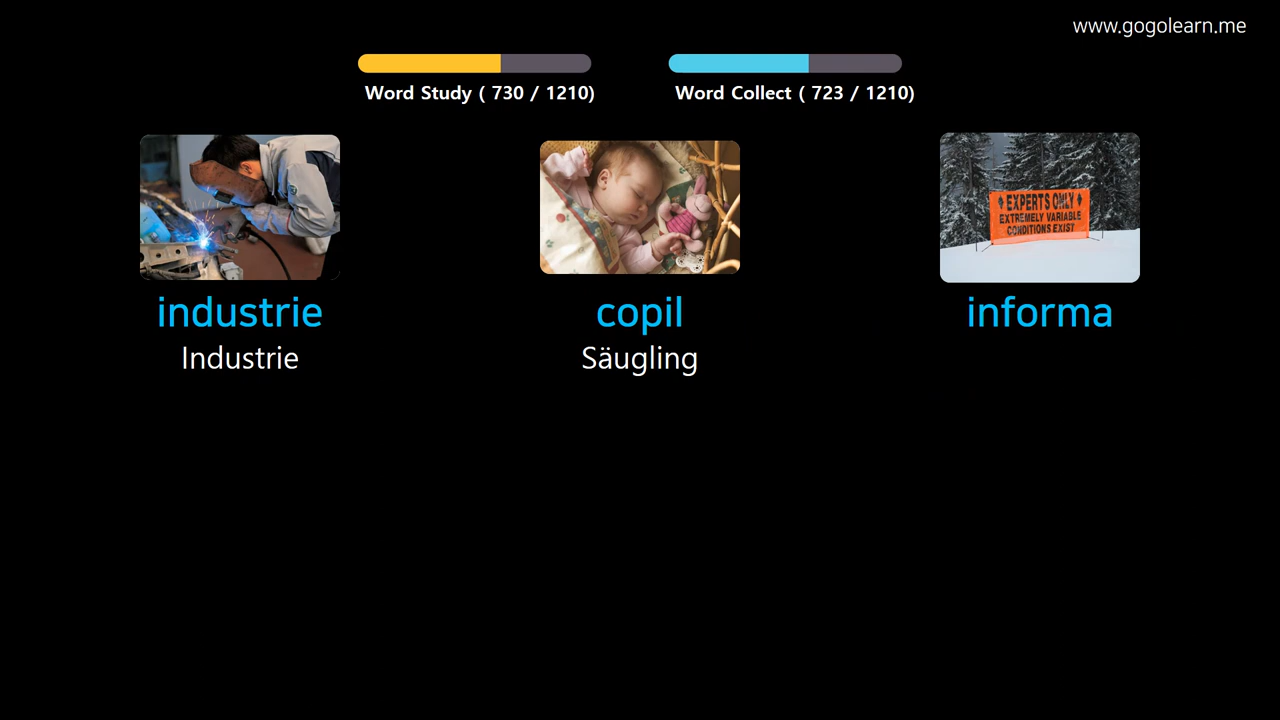 www.gogolearn.me
Word Study ( 730 / 1210)
Word Collect ( 723 / 1210)
EXPERTS ONLY
EXTREMELY VARIABLE
CONDITIONS EXIST
industrie
copil
informa
Industrie
Säugling